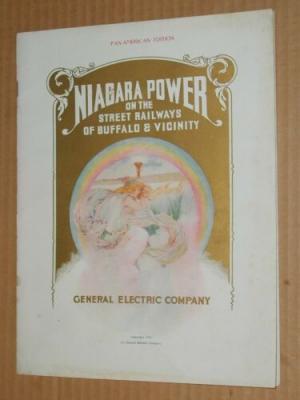 PAN-AMERICAN EDITION
NIAGARA POWER
ON THE
STREET RAILWAYS
OF BUFFALO & VICINITY
GENERAL ELECTRIC COMPANY